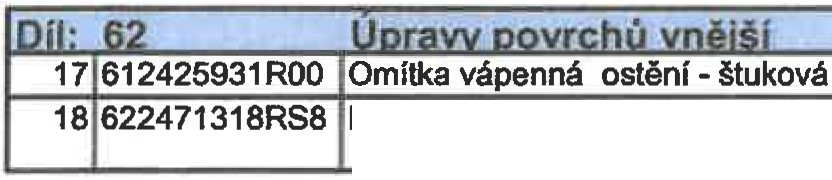 Díl: 62 Úpravy povrchů vnější
17 612425931R00 Omítka vápenná ostění - štuková
18 622471318RS8